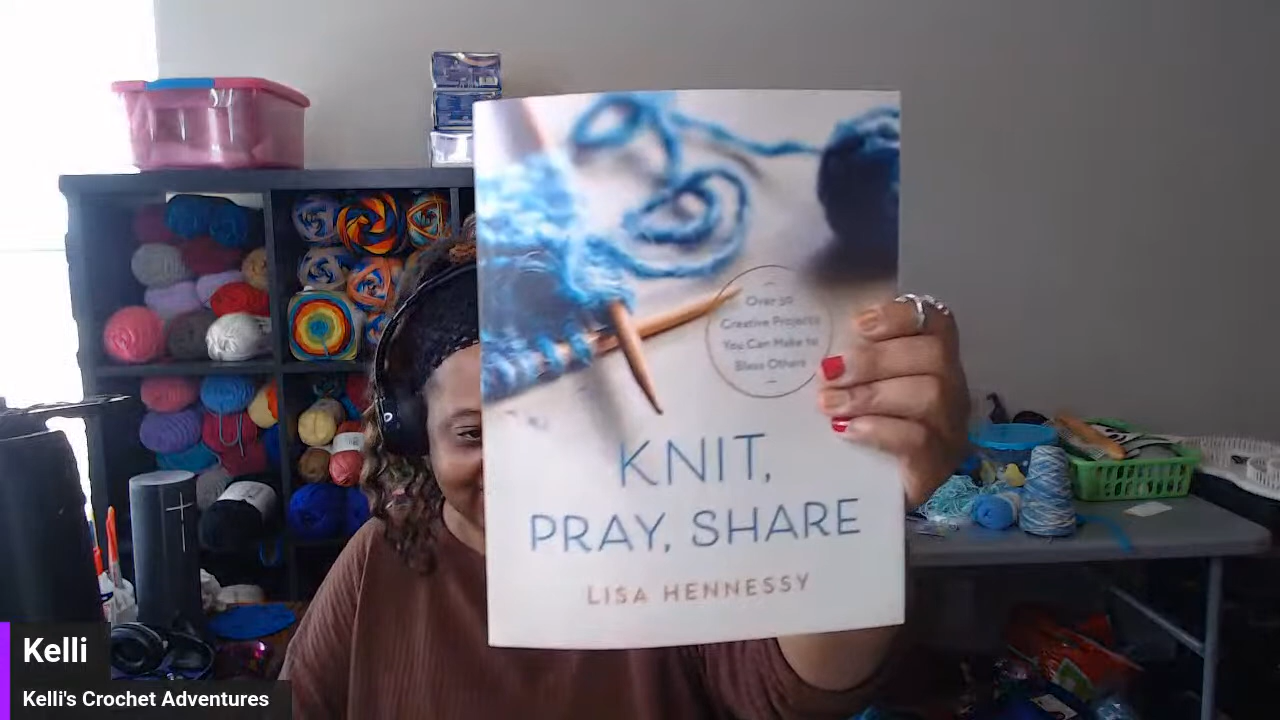 Over 50
Creative Projects
You Can Make to
Bless Others
KNIT,
PRAY, SHARE
LISA HENNESSY
Kelli
Kelli's Crochet Adventures